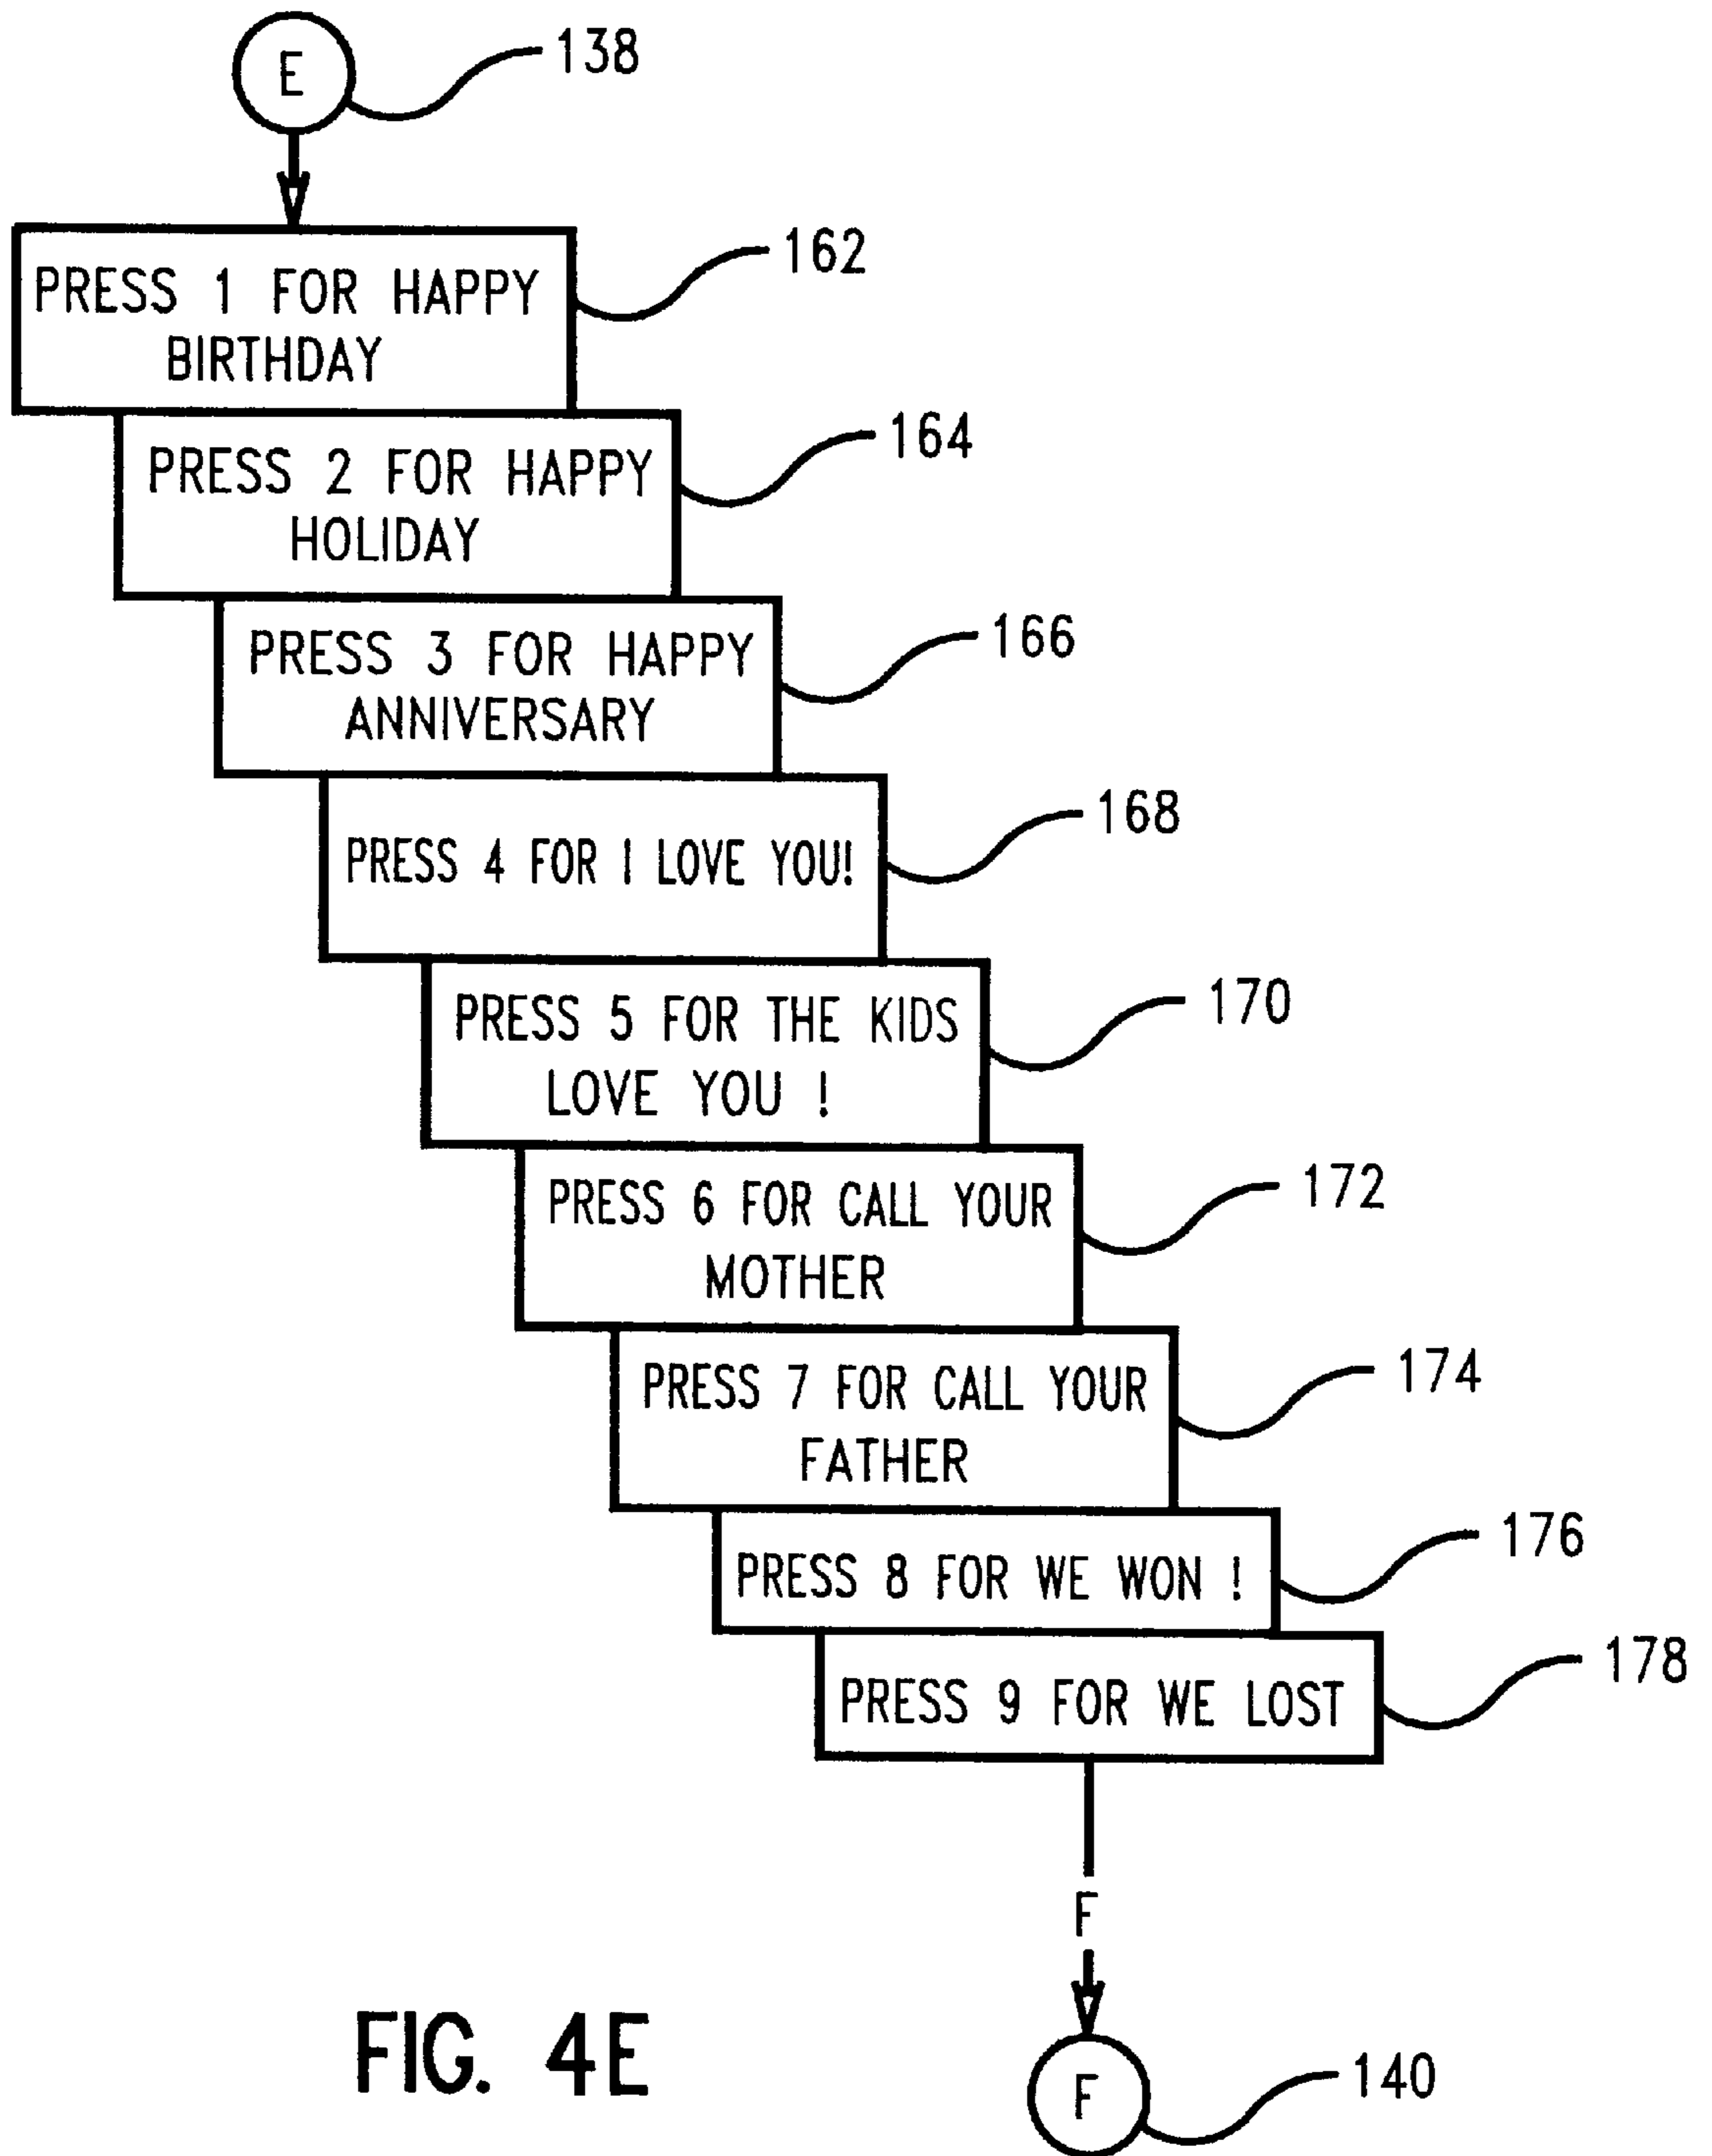 E
138
PRESS 1 FOR HAPPY
BIRTHDAY
162
PRESS 2 FOR HAPPY
HOLIDAY
164
PRESS 3 FOR HAPPY
ANNIVERSARY
166
PRESS 4 FOR I LOVE YOU!
168
PRESS 5 FOR THE KIDS
LOVE YOU !
170
PRESS 6 FOR CALL YOUR
MOTHER
172
PRESS 7 FOR CALL YOUR
FATHER
174
PRESS 8 FOR WE WON !
176
PRESS 9 FOR WE LOST
178
F
F
140
FIG. 4E